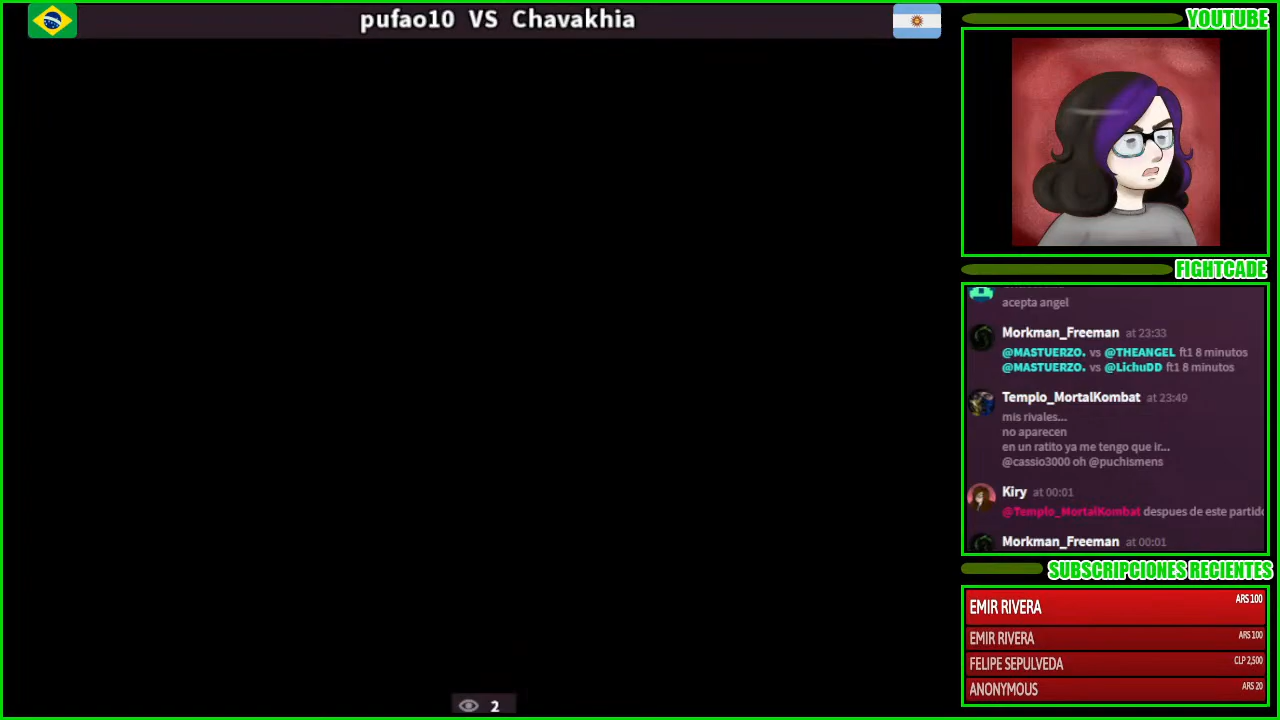 pufao10 VS Chavakhia
YOUTUBE
FIGHTCADE
acepta angel
Morkman_Freeman at 23:33
@MASTUERZO. vs @THEANGEL ft1 8 minutos
@MASTUERZO. vs @LichuDD ft1 8 minutos
Templo_MortalKombat at 23:49
mis rivales...
no aparecen
en un ratito ya me tengo que ir...
@cassio3000 oh @puchismens
Kiry at 00:01
@Templo_MortalKombat despues de este partido
Morkman_Freeman at 00:01
SUBSCRIPCIONES RECIENTES
EMIR RIVERA ARS 100
EMIR RIVERA ARS 100
FELIPE SEPULVEDA CLP 2,500
ANONYMOUS ARS 20
2